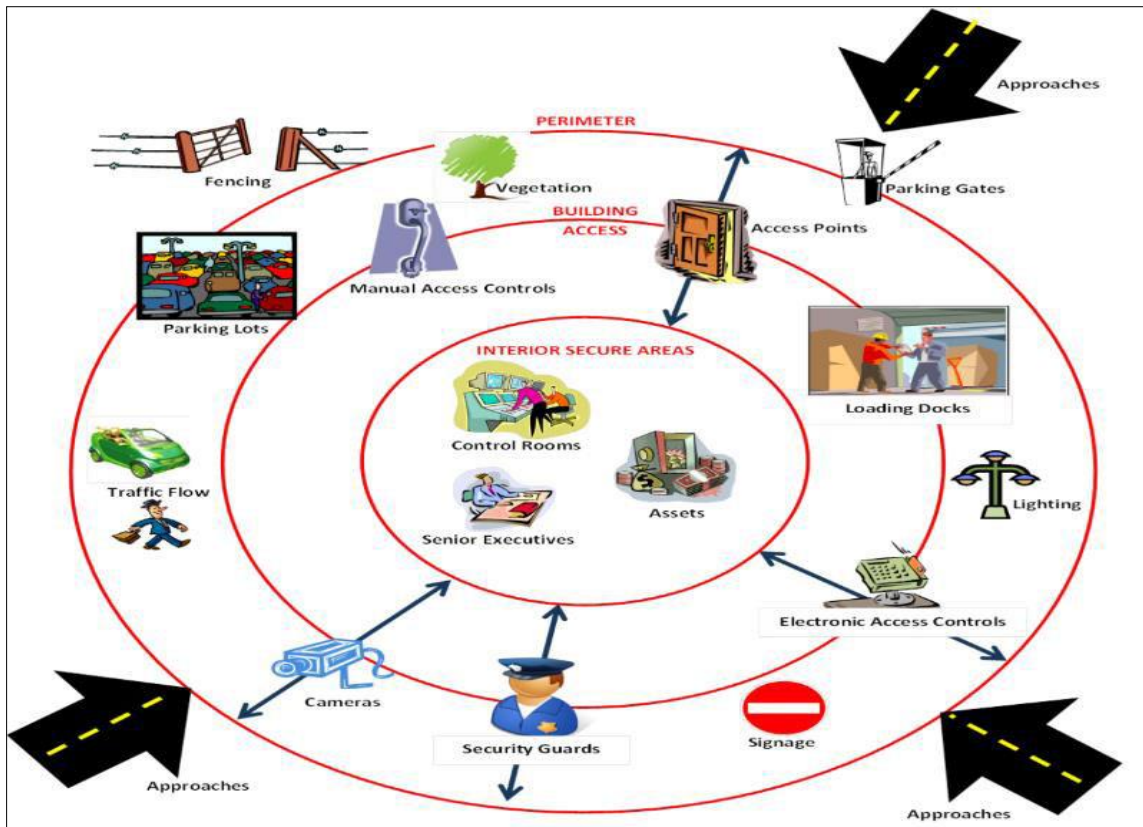 Approaches
PERIMETER
Fencing
Vegetation
Parking Gates
BUILDING
ACCESS
Access Points
Manual Access Controls
Parking Lots
INTERIOR SECURE AREAS
Loading Docks
Control Rooms
Traffic Flow
Assets
Lighting
Senior Executives
Electronic Access Controls
Cameras
Security Guards
Signage
Approaches
Approaches